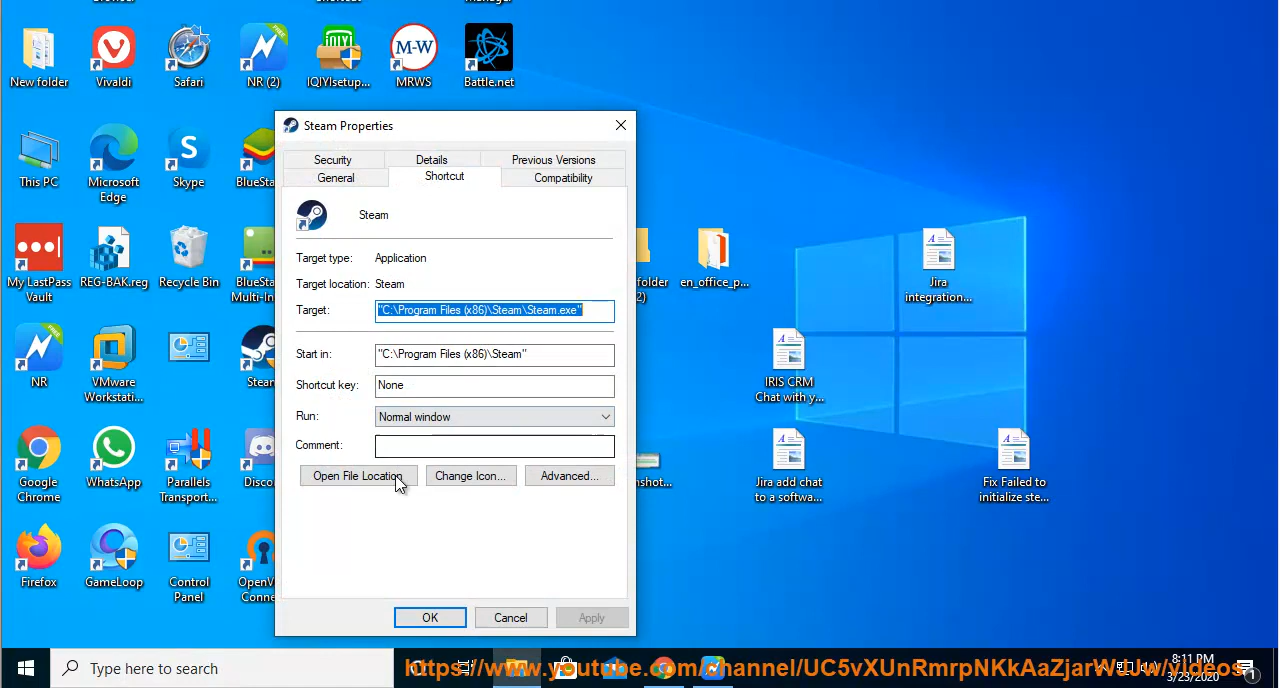 New folder
Vivaldi
Safari
NR (2)
IQIYIsetup...
MRWS
Battle.net
M-W
Steam Properties
Security
Details
Previous Versions
General
Shortcut
Compatibility
Steam
Target type:
Application
Target location:
Steam
Target:
"C:\Program Files (x86)\Steam\Steam.exe"
Start in:
"C:\Program Files (x86)\Steam"
Shortcut key:
None
Run:
Normal window
Comment:
Open File Location
Change Icon...
Advanced...
OK
Cancel
Apply
This PC
Microsoft
Edge
Skype
My LastPass
Vault
REG-BAK.reg
Recycle Bin
NR
VMware
Workstati...
Google
Chrome
WhatsApp
Parallels
Transport...
Firefox
GameLoop
Control
Panel
en_office_p...
Jira
integration...
IRIS CRM
Chat with y...
Jira add chat
to a softwa...
Fix Failed to
initialize ste...
Type here to search
https://www.youtube.com/channel/UC5vXUnRmrpNKkAaZjarWaUw/videos
8:11 PM
3/23/2020
1